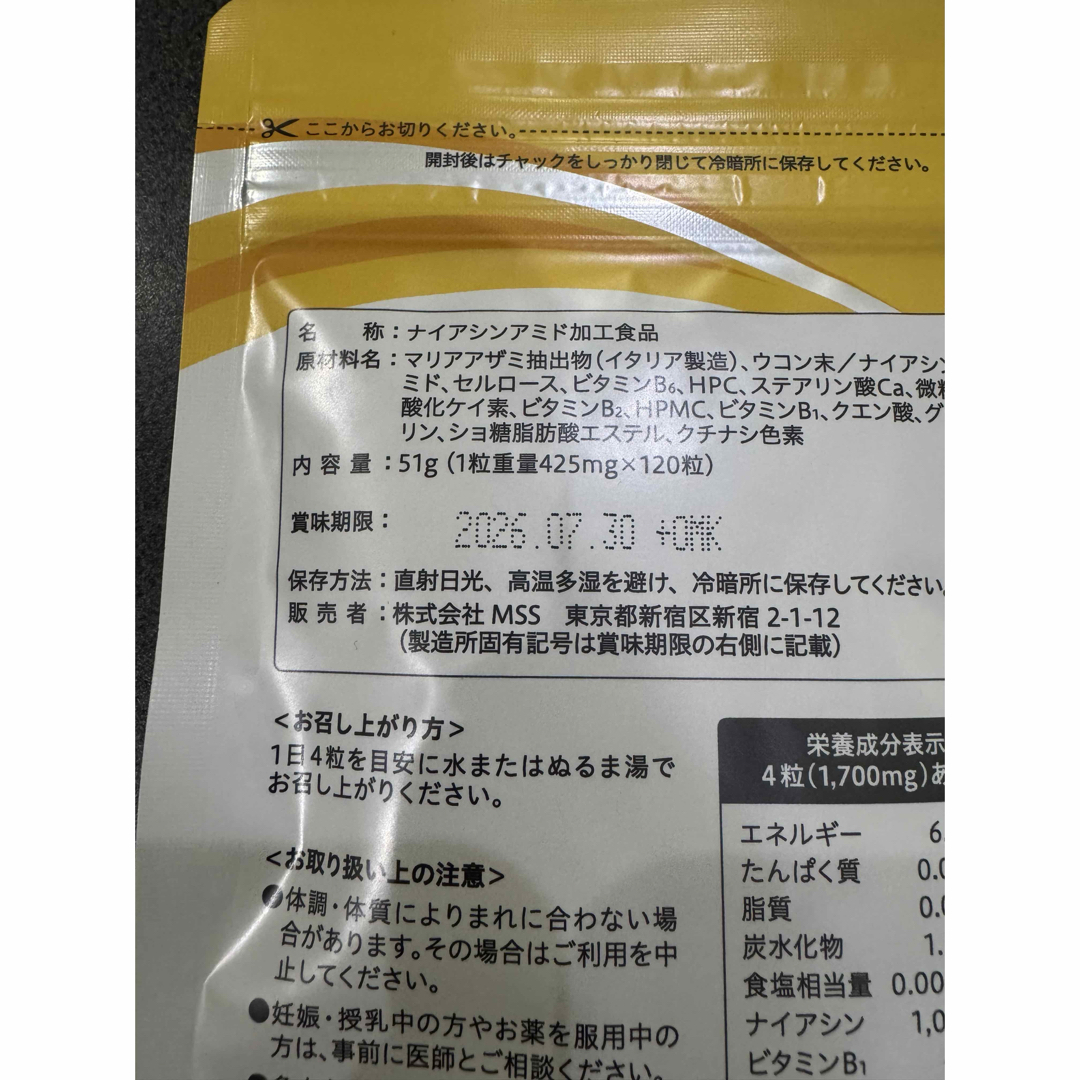 ここからお切りください。
開封後はチャックをしっかり閉じて冷暗所に保存してください。
名　　称：ナイアシンアミド加工食品
原材料名：マリアアザミ抽出物（イタリア製造）、ウコン末／ナイアシン
ミド、セルロース、ビタミンB₆、HPC、ステアリン酸Ca、微粒
酸化ケイ素、ビタミンB₂、HPMC、ビタミンB₁、クエン酸、グ
リン、ショ糖脂肪酸エステル、クチナシ色素
内 容 量：51g（1粒重量425mg×120粒）
賞味期限： 2026.07.30 +OMK
保存方法：直射日光、高温多湿を避け、冷暗所に保存してください。
販 売 者：株式会社 MSS　東京都新宿区新宿 2-1-12
（製造所固有記号は賞味期限の右側に記載）
＜お召し上がり方＞
1日4粒を目安に水またはぬるま湯で
お召し上がりください。
＜お取り扱い上の注意＞
●体調・体質によりまれに合わない場
合があります。その場合はご利用を中
止してください。
●妊娠・授乳中の方やお薬を服用中の
方は、事前に医師とご相談ください。
栄養成分表示
4粒（1,700mg）あ
エネルギー 6.
たんぱく質 0.0
脂質 0.0
炭水化物 1.
食塩相当量 0.00
ナイアシン 1,0
ビタミンB₁